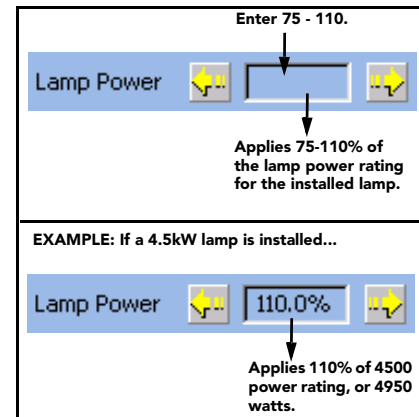 Enter 75 - 110.
Lamp Power
Applies 75-110% of
the lamp power rating
for the installed lamp.
EXAMPLE: If a 4.5kW lamp is installed...
Lamp Power 110.0%
Applies 110% of 4500
power rating, or 4950
watts.